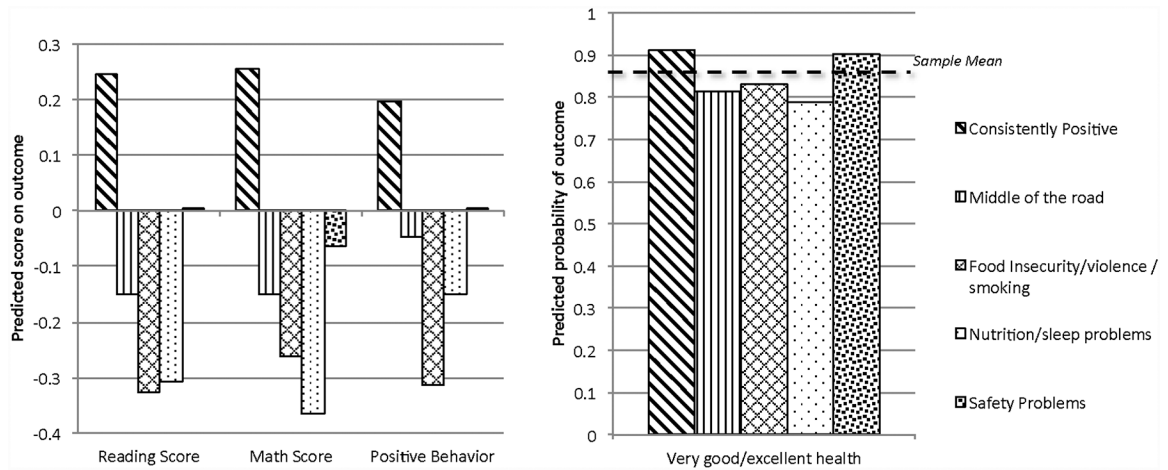 Predicted score on outcome
0.3
0.2
0.1
0
-0.1
-0.2
-0.3
-0.4
Reading Score
Math Score
Positive Behavior
Predicted probability of outcome
1
0.9
0.8
0.7
0.6
0.5
0.4
0.3
0.2
0.1
0
Very good/excellent health
Sample Mean
Consistently Positive
Middle of the road
Food Insecurity/violence /
smoking
Nutrition/sleep problems
Safety Problems